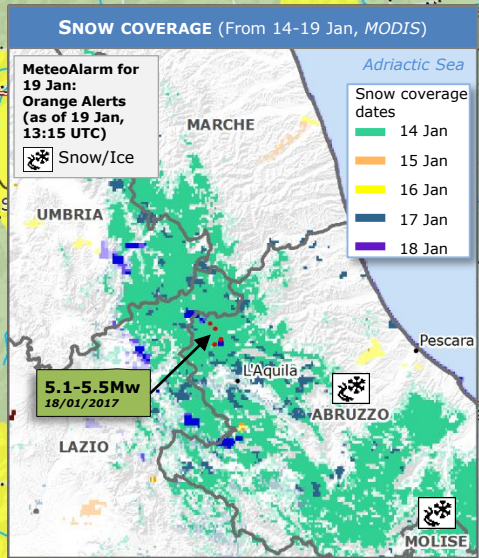 SNOW COVERAGE (From 14-19 Jan, MODIS)
MeteoAlarm for
19 Jan:
Orange Alerts
(as of 19 Jan,
13:15 UTC)
Snow/Ice
Adriactic Sea
Snow coverage
dates
14 Jan
15 Jan
16 Jan
17 Jan
18 Jan
MARCHE
UMBRIA
Pescara
L'Aquila
5.1-5.5Mw
18/01/2017
ABRUZZO
LAZIO
MOLISE